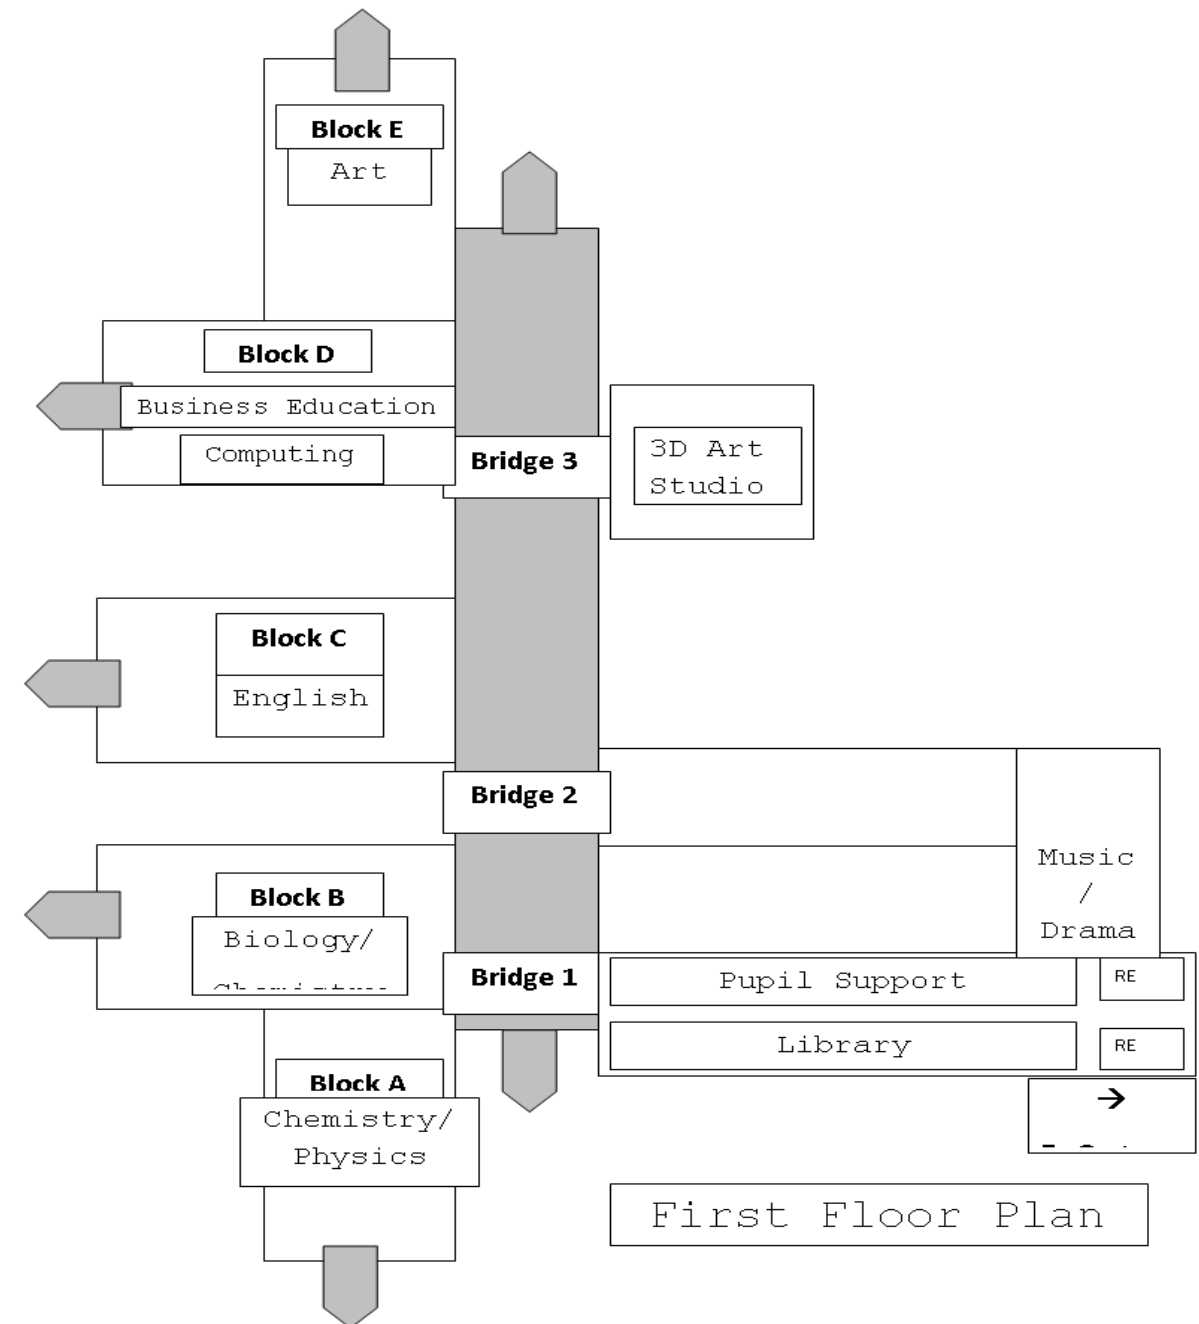 Block E
Art
Block D
Business Education
Computing
Bridge 3
3D Art
Studio
Block C
English
Bridge 2
Music
/
Drama
Block B
Biology/
Bridge 1
Pupil Support
RE
Library
RE
Block A
Chemistry/
Physics
→
First Floor Plan